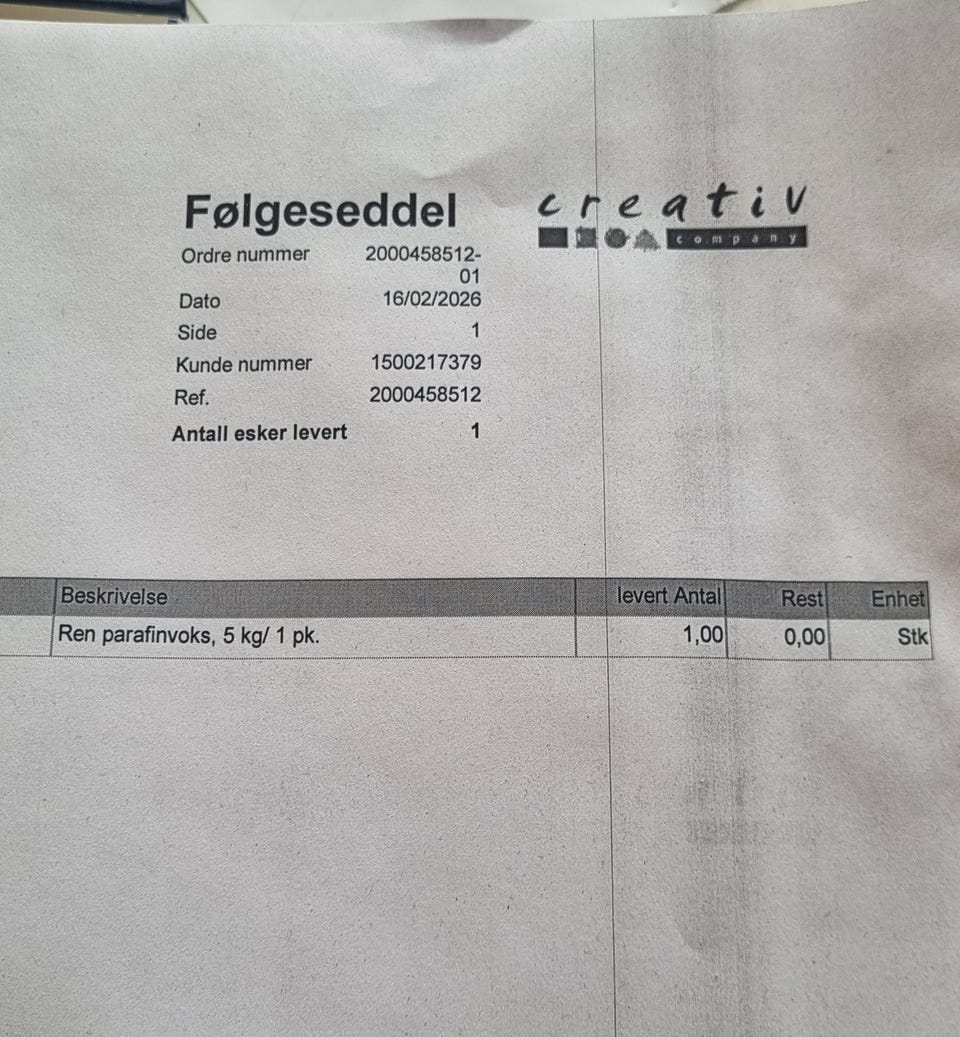 Følgeseddel
creativ
company
Ordre nummer 2000458512-
01
Dato 16/02/2026
Side 1
Kunde nummer 1500217379
Ref. 2000458512
Antall esker levert 1
Beskrivelse levert Antal Rest Enhet
Ren parafinvoks, 5 kg/ 1 pk. 1,00 0,00 Stk